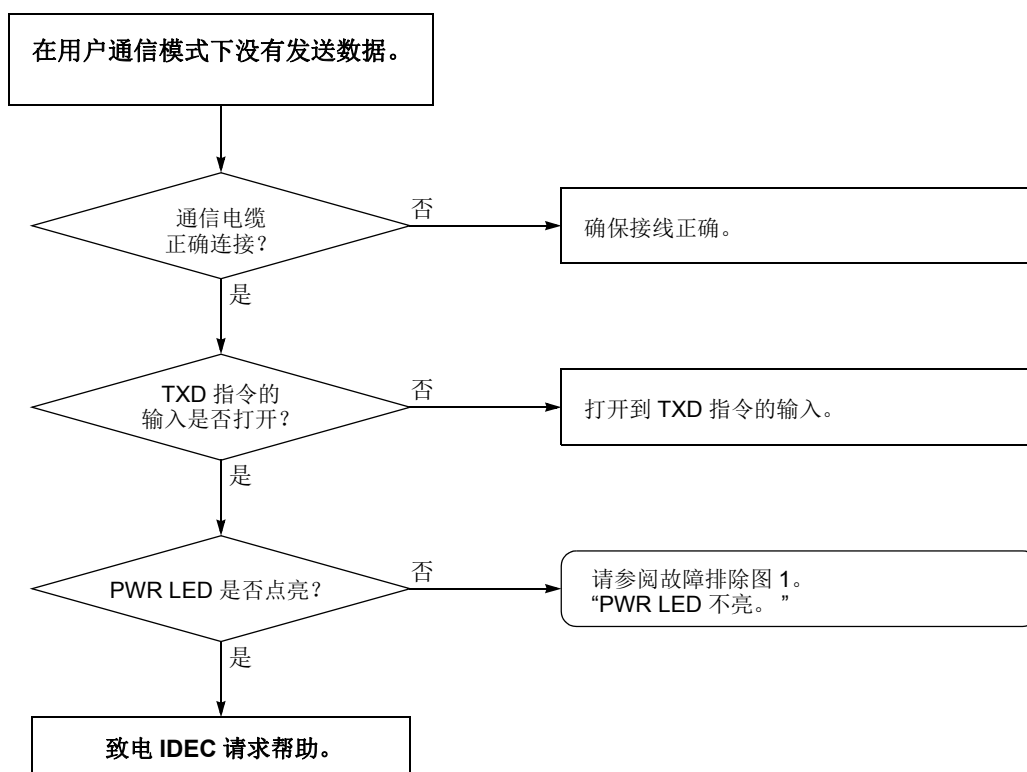 在用户通信模式下没有发送数据。
通信电缆
正确连接？
否
确保接线正确。
是
TXD 指令的
输入是否打开？
否
打开到 TXD 指令的输入。
是
PWR LED 是否点亮？
否
请参阅故障排除图 1。
“PWR LED 不亮。”
是
致电 IDEC 请求帮助。